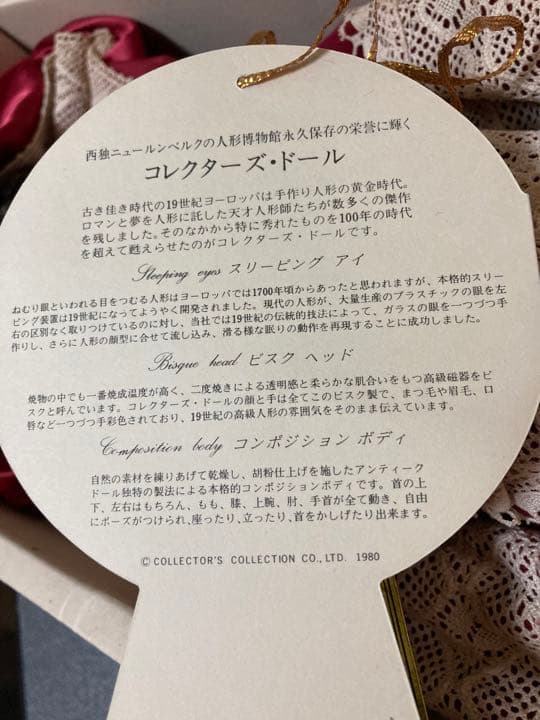 西独ニュールンベルクの人形博物館永久保存の栄誉に輝く
コレクターズ・ドール
古き佳き時代の19世紀ヨーロッパは手作り人形の黄金時代。
ロマンと夢を人形に託した天才人形師たちが数多くの傑作
を残しました。そのなかから特に秀れたものを100年の時代
を超えて甦えらせたのがコレクターズ・ドールです。
Sleeping eyes スリーピング アイ
ねむり眼といわれる目をつむる人形はヨーロッパでは1700年頃からあったと思われますが、本格的スリー
ピング装置は19世紀になってようやく開発されました。現代の人形が、大量生産のプラスチックの眼を左
右の区別なく取りつけているのに対し、当社では19世紀の伝統的技法によって、ガラスの眼を一つづつ手
作りし、さらに人形の顔型に合せて流し込み、滑る様な眠りの動作を再現することに成功しました。
Bisque head ビスク ヘッド
焼物の中でも一番焼成温度が高く、二度焼きによる透明感と柔らかな肌合いをもつ高級磁器をビ
スクと呼んでいます。コレクターズ・ドールの顔と手は全てこのビスク製で、まつ毛や眉毛、口
唇など一つづつ手彩色されており、19世紀の高級人形の雰囲気をそのまま伝えています。
Composition body コンポジション ボディ
自然の素材を練りあげて乾燥し、胡粉仕上げを施したアンティーク
ドール独特の製法による本格的コンポジションボディです。首の上
下、左右はもちろん、もも、膝、上腕、肘、手首が全て動き、自由
にポーズがつけられ、座ったり、立ったり、首をかしげたり出来ます。
© COLLECTOR'S COLLECTION CO., LTD. 1980